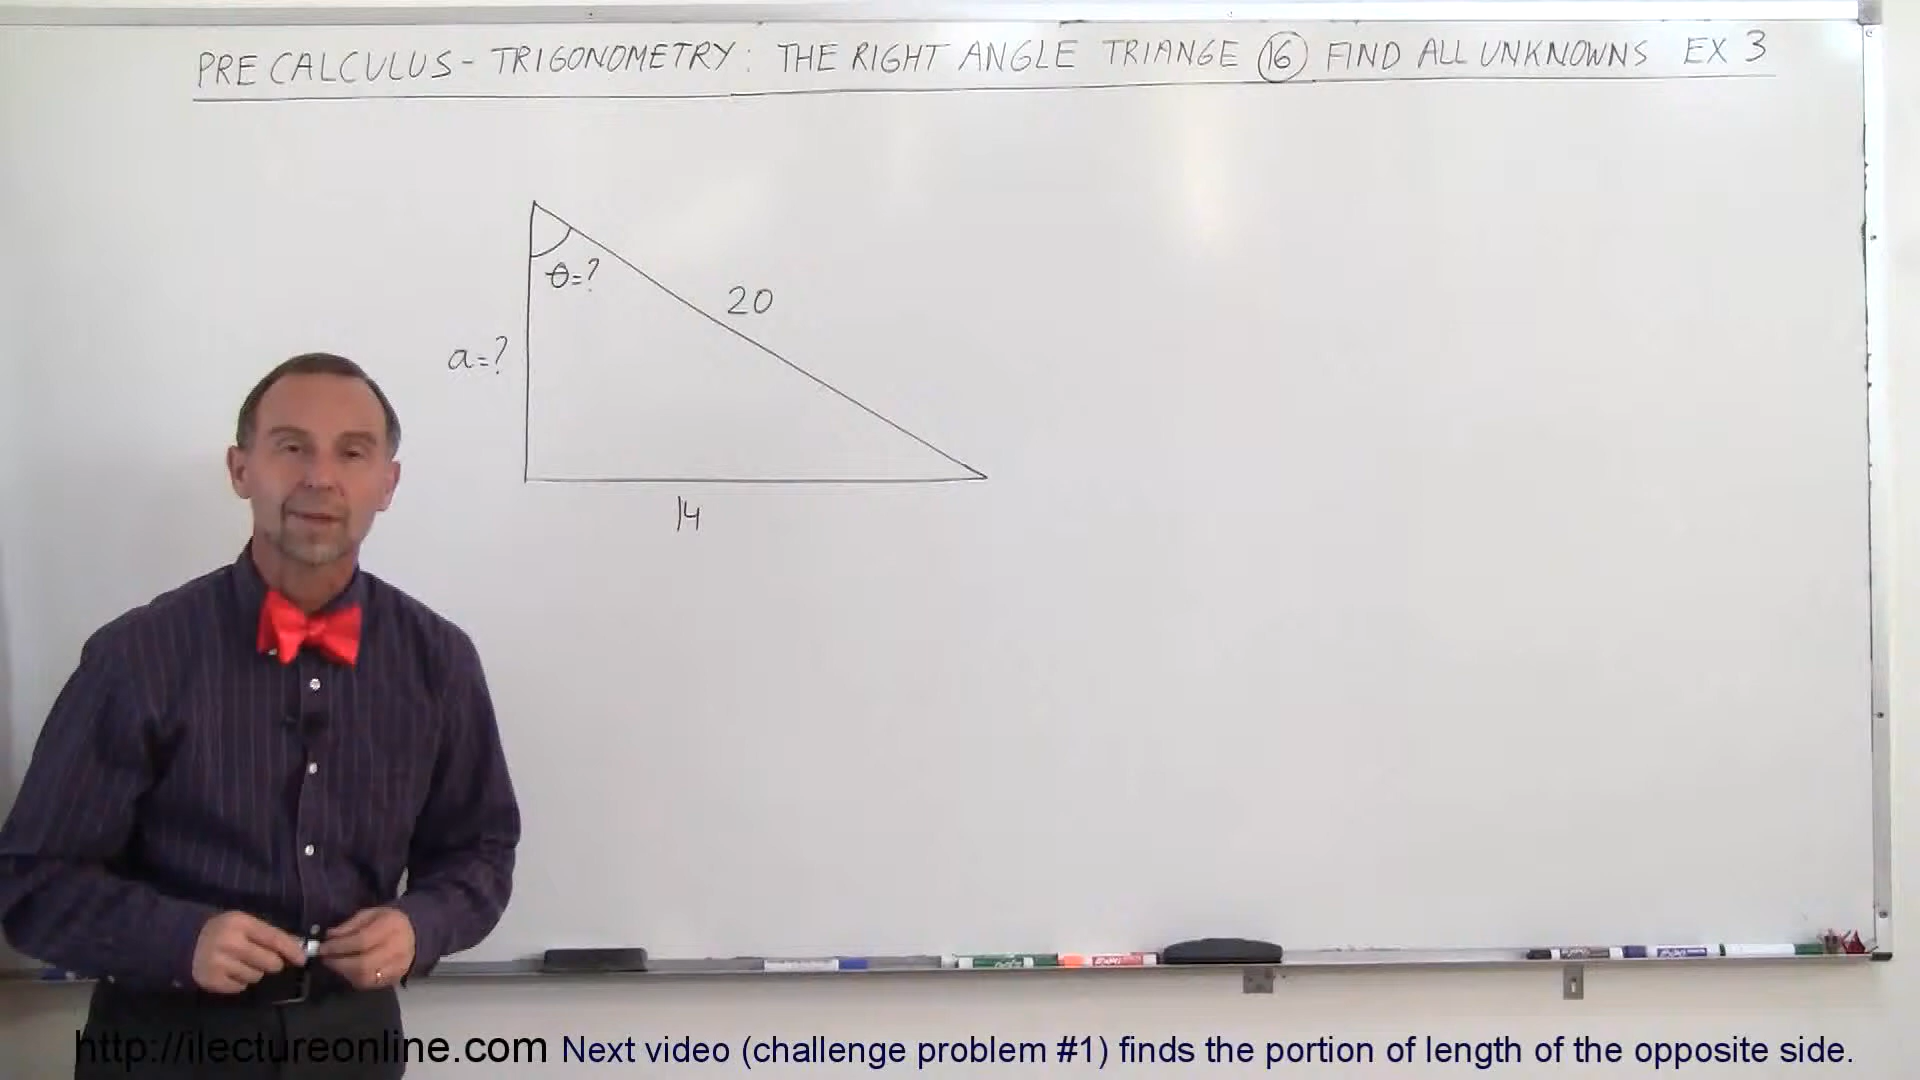 PRE CALCULUS - TRIGONOMETRY: THE RIGHT ANGLE TRIANGE 16 FIND ALL UNKNOWNS EX 3
θ=?
20
a=?
14
http://ilectureonline.com Next video (challenge problem #1) finds the portion of length of the opposite side.